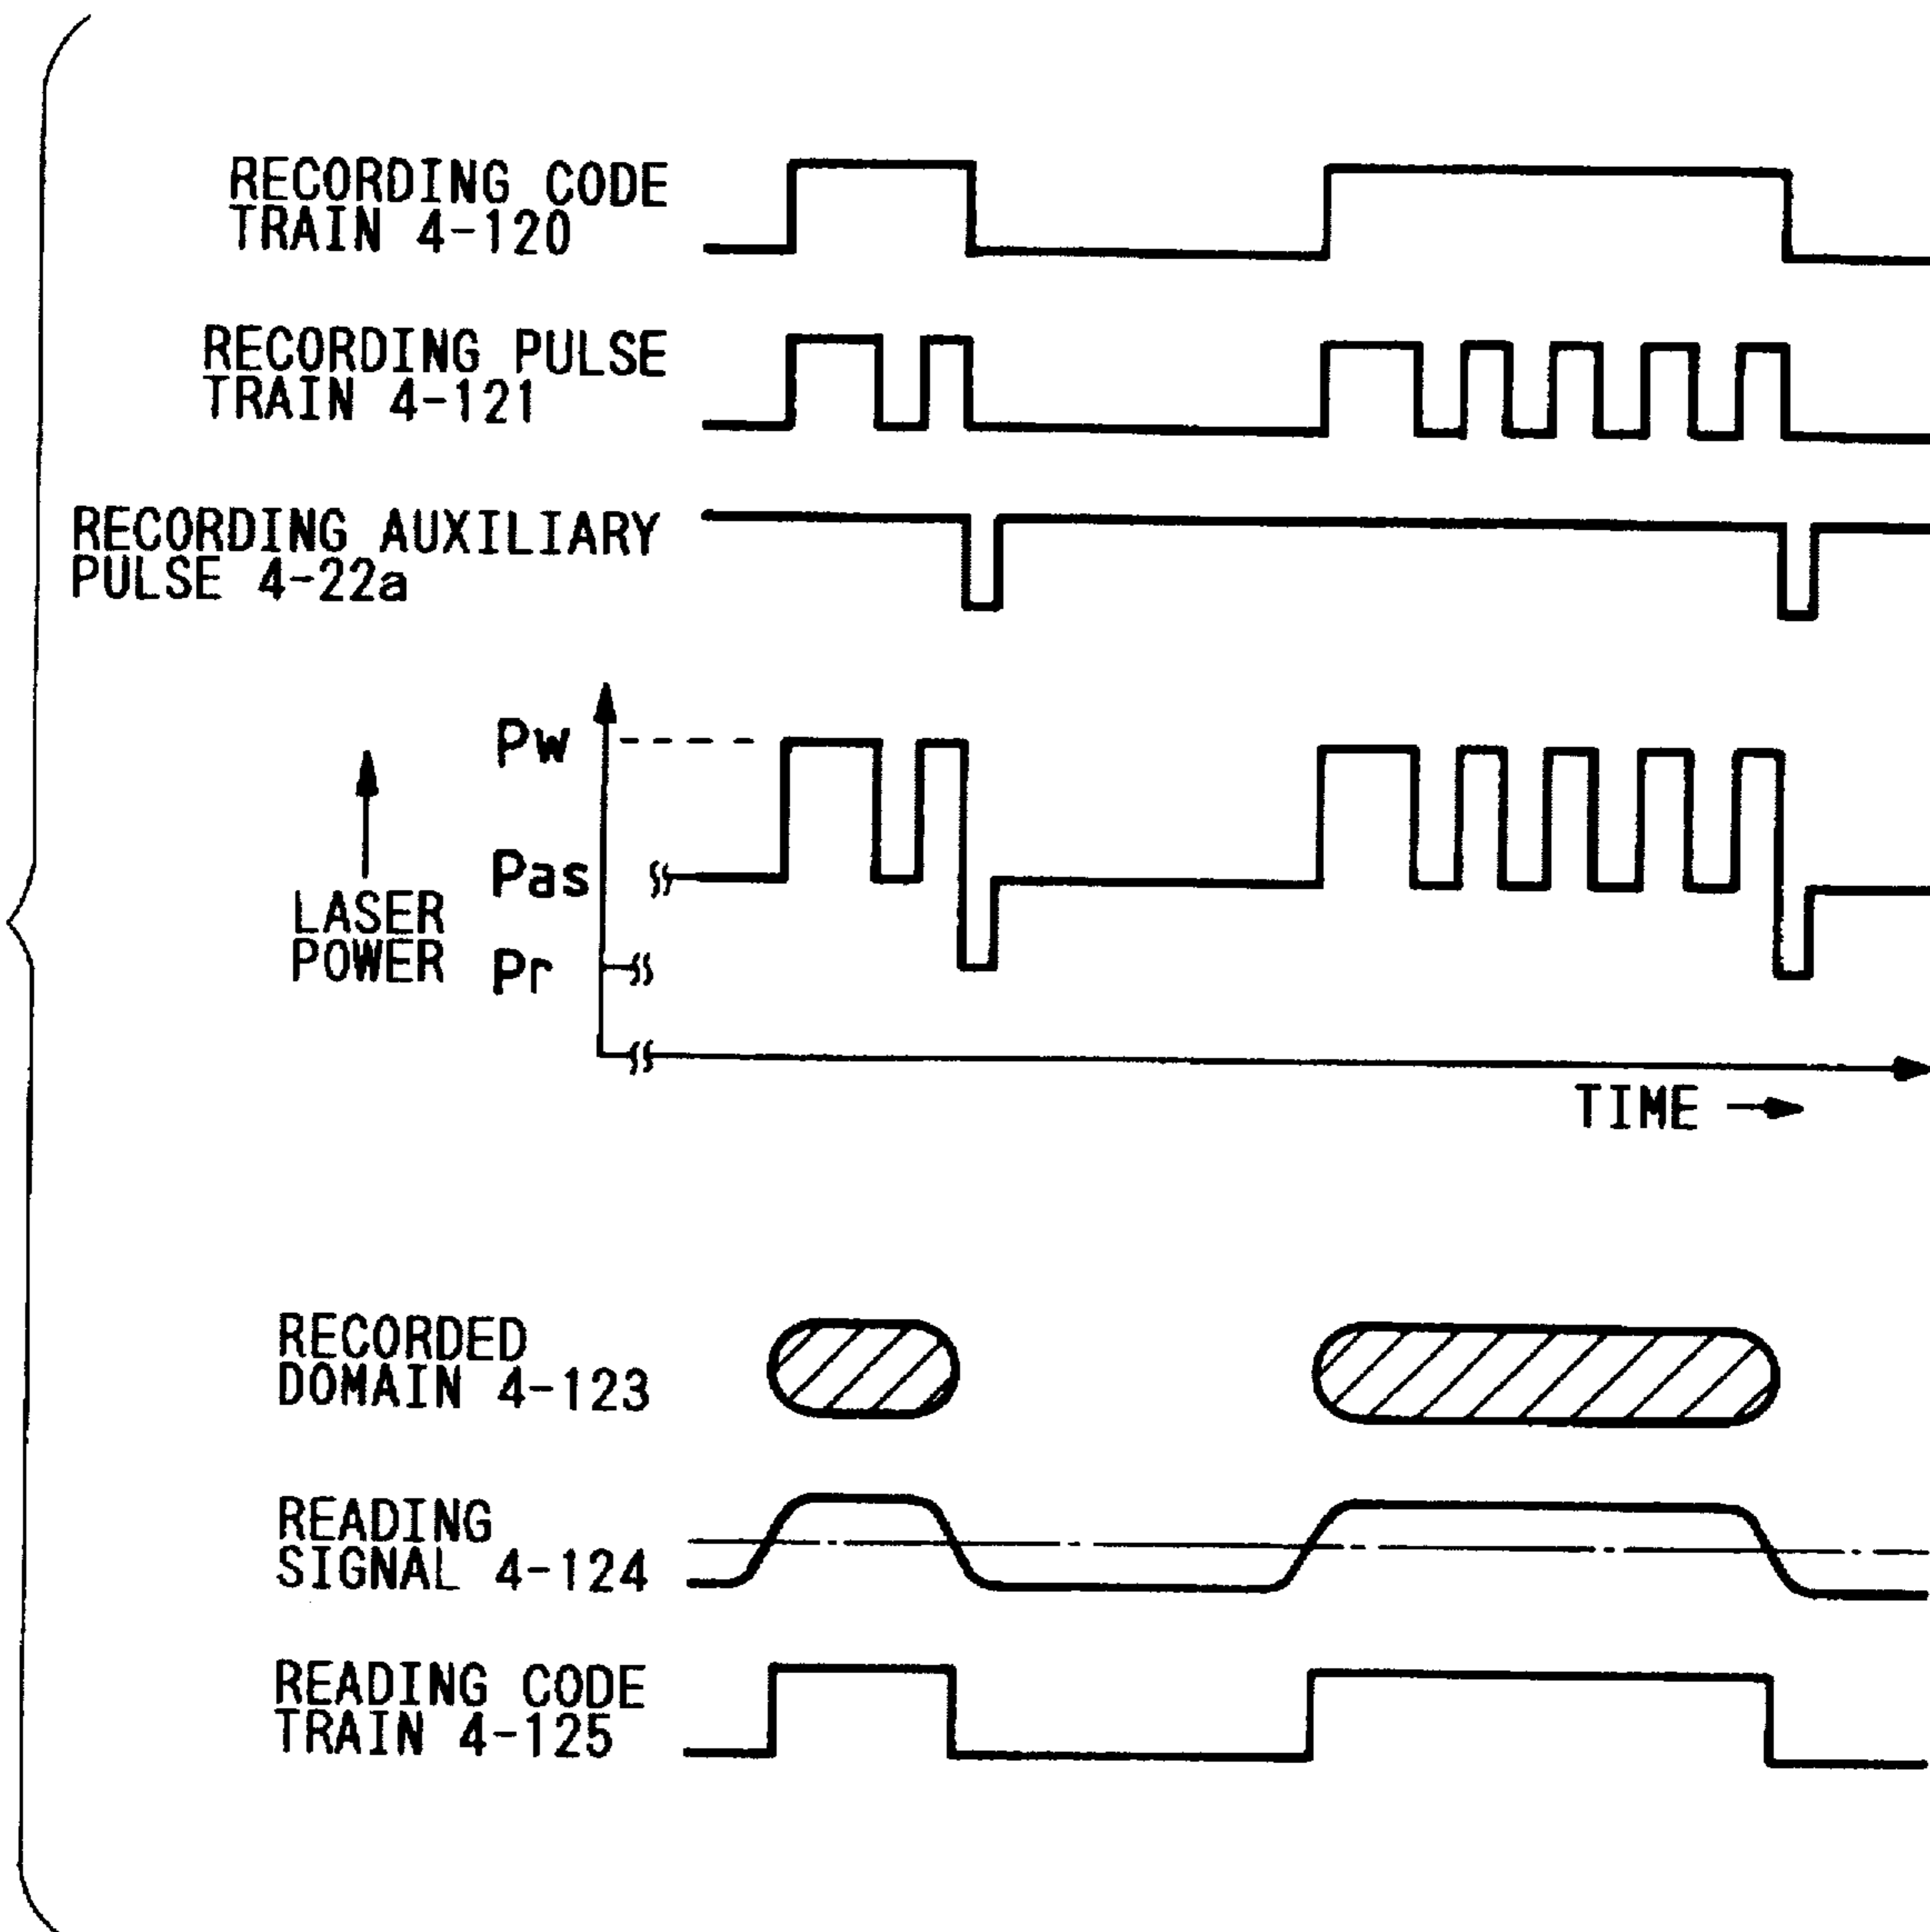 RECORDING CODE
TRAIN 4-120
RECORDING PULSE
TRAIN 4-121
RECORDING AUXILIARY
PULSE 4-22a
Pw
Pas
LASER
POWER
Pr
TIME
RECORDED
DOMAIN 4-123
READING
SIGNAL 4-124
READING CODE
TRAIN 4-125